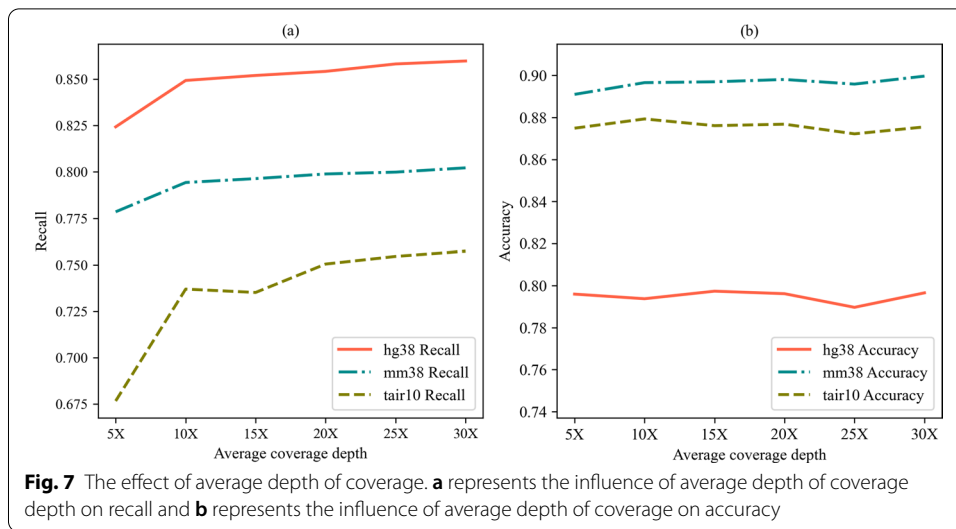 (a)
0.850
0.825
0.800
0.775
0.750
0.725
0.700
0.675
Recall
hg38 Recall
mm38 Recall
tair10 Recall
5X 10X 15X 20X 25X 30X
Average coverage depth
(b)
0.90
0.88
0.86
0.84
0.82
0.80
0.78
0.76
0.74
Accuracy
hg38 Accuracy
mm38 Accuracy
tair10 Accuracy
5X 10X 15X 20X 25X 30X
Average coverage depth
Fig. 7 The effect of average depth of coverage. a represents the influence of average depth of coverage
depth on recall and b represents the influence of average depth of coverage on accuracy